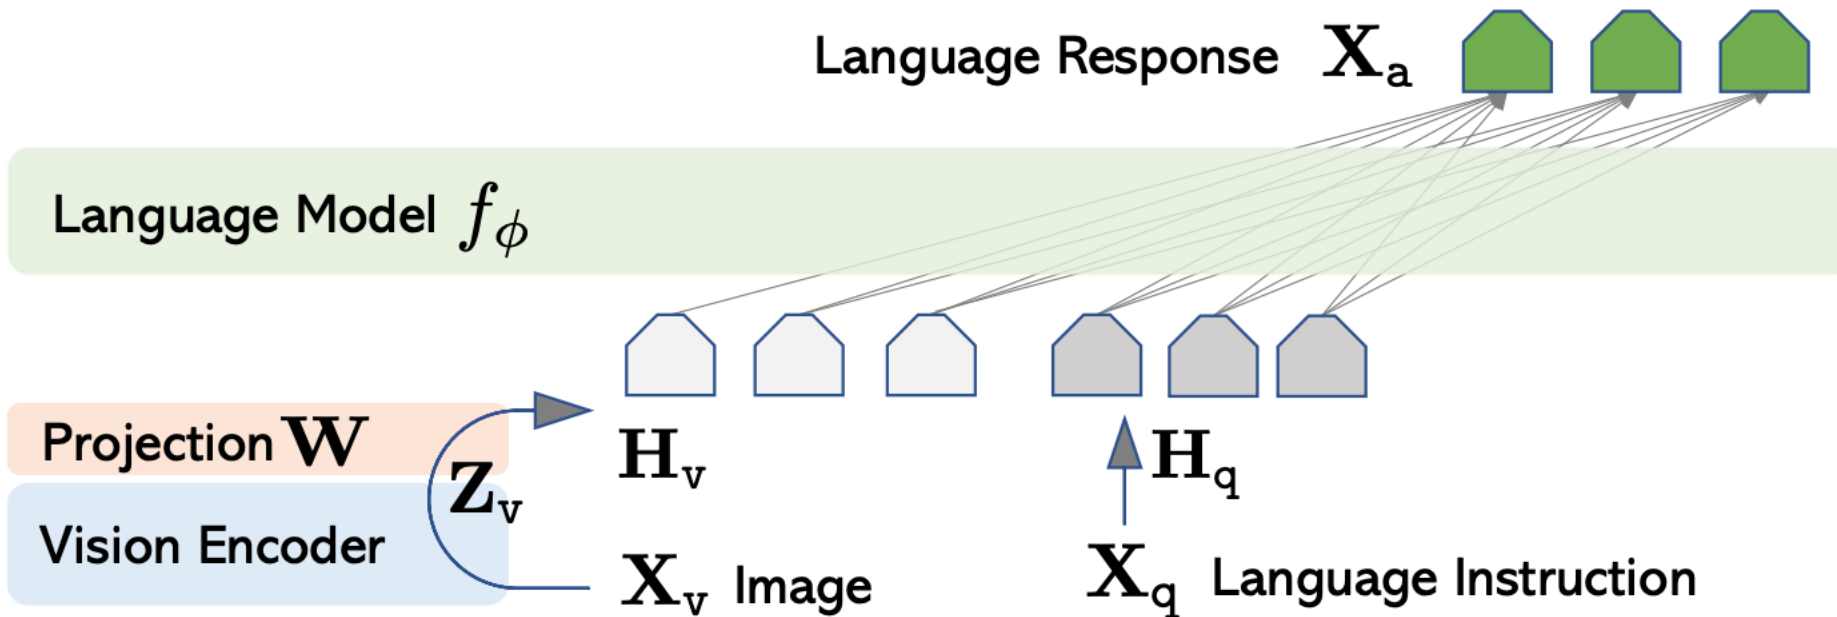 Language Response X_a
Language Model f_ϕ
Projection W
Z_v
H_v
H_q
Vision Encoder
X_v Image
X_q Language Instruction